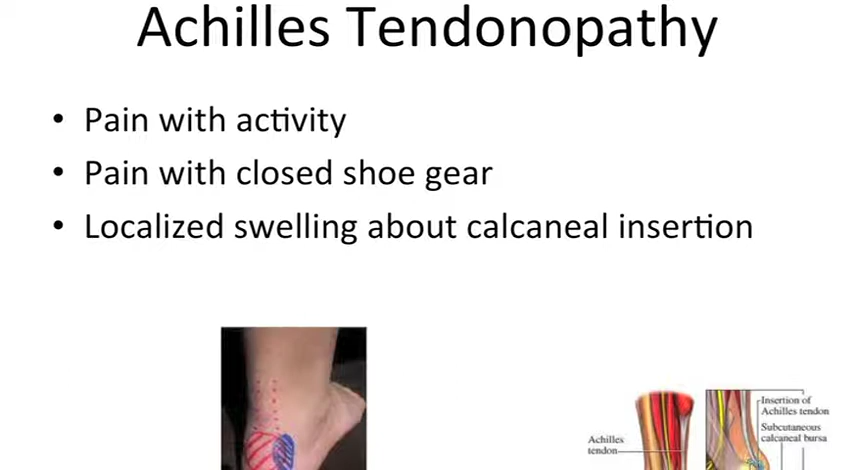 Achilles Tendonopathy
• Pain with activity
• Pain with closed shoe gear
• Localized swelling about calcaneal insertion
Insertion of
Achilles tendon
Subcutaneous
calcaneal bursa
Achilles
tendon